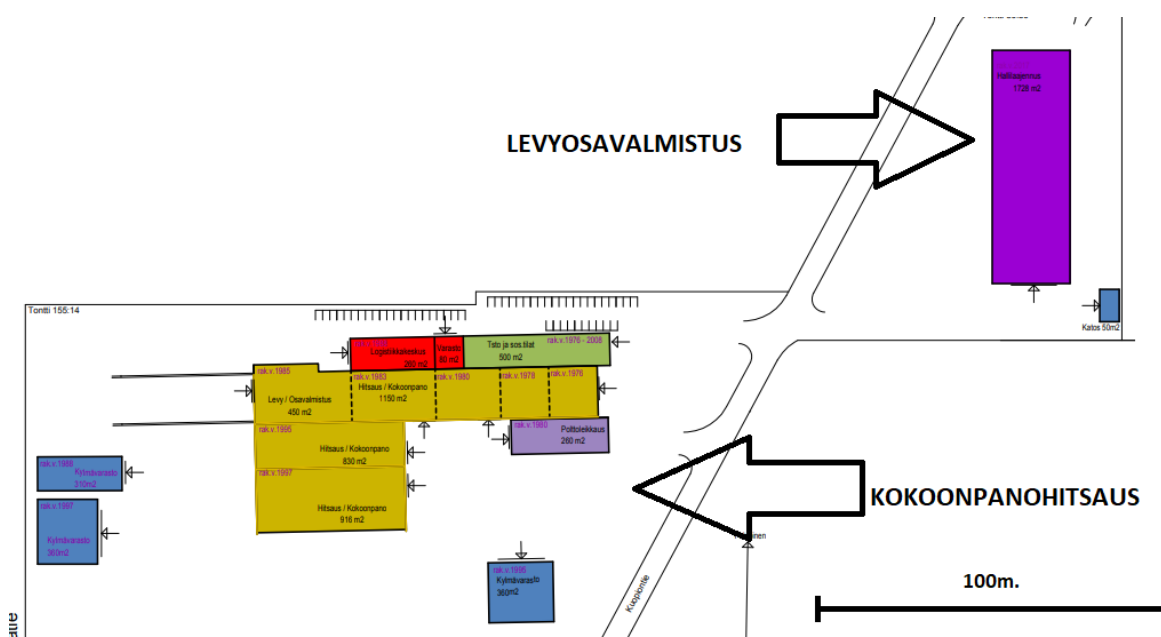 Halliaajennus
1728 m2
LEVYOSAVALMISTUS
Katos 50m2
Tontti 155:14
rak.v.1976 - 2008
Logistiikkakeskus
260 m2
Varasto
80 m2
Tsto ja sos.tilat
500 m2
rak.v.1985
rak.v.1983
rak.v.1980
rak.v.1978
rak.v.1976
Hitsaus / Kokoonpano
1150 m2
Levy / Osavalmistus
450 m2
rak.v.1980
Polttoleikkaus
260 m2
rak.v.1995
Hitsaus / Kokoonpano
830 m2
rak.v.1997
Hitsaus / Kokoonpano
916 m2
rak.v.1988
Kylmävarasto
310m2
rak.v.1997
Kylmävarasto
360m2
rak.v.1995
Kylmävarasto
360m2
KOKOONPANOHITSAUS
Kuopiontie
100m.